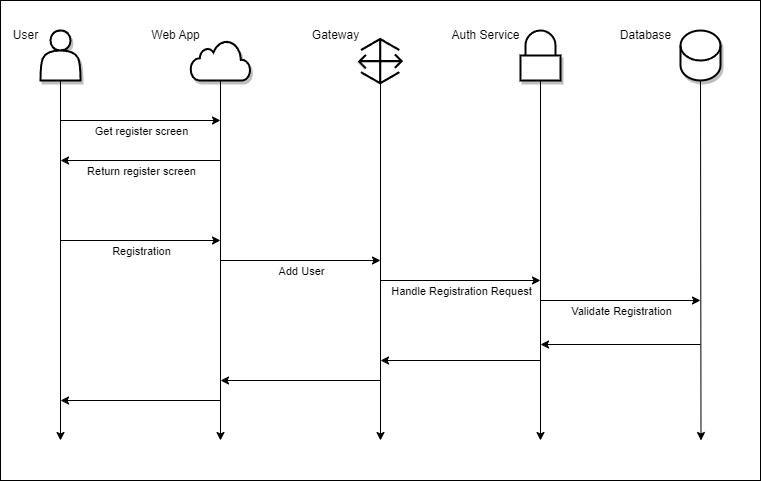 User
Web App
Gateway
Auth Service
Database
Get register screen
Return register screen
Registration
Add User
Handle Registration Request
Validate Registration